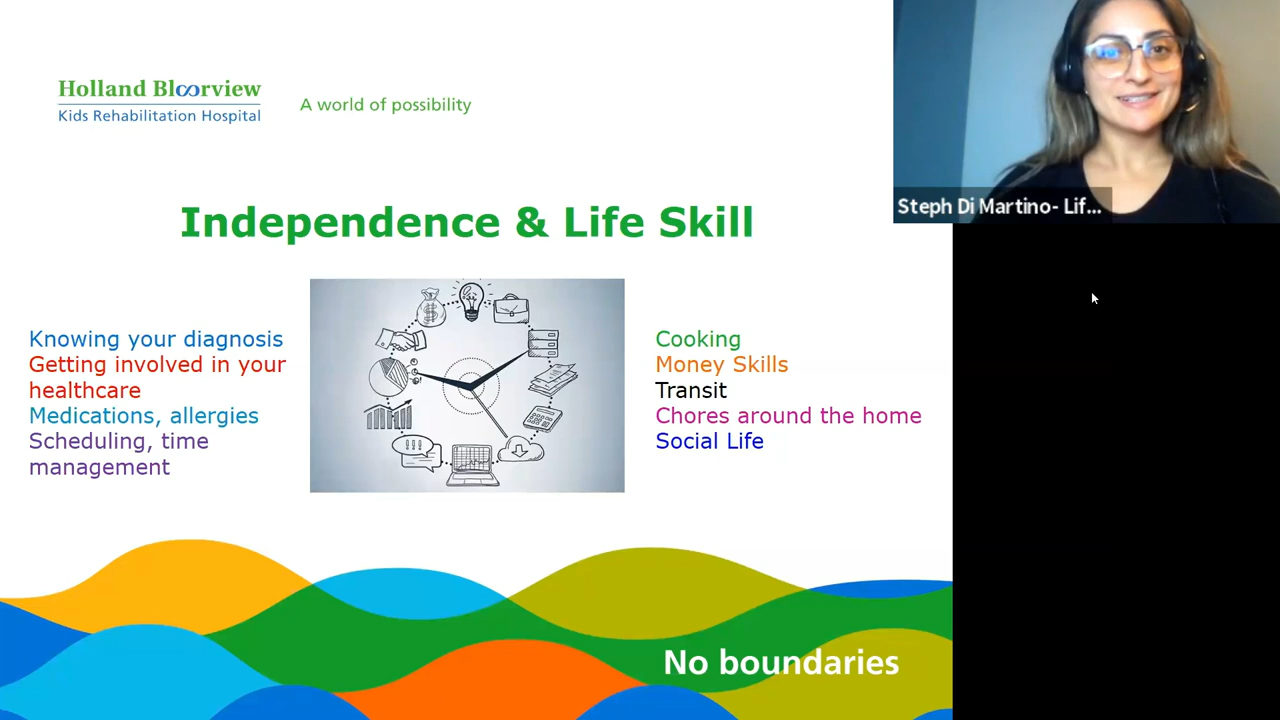 Holland Bloorview
Kids Rehabilitation Hospital
A world of possibility
Steph Di Martino- Lif...
Independence & Life Skill
Knowing your diagnosis
Getting involved in your
healthcare
Medications, allergies
Scheduling, time
management
Cooking
Money Skills
Transit
Chores around the home
Social Life
No boundaries